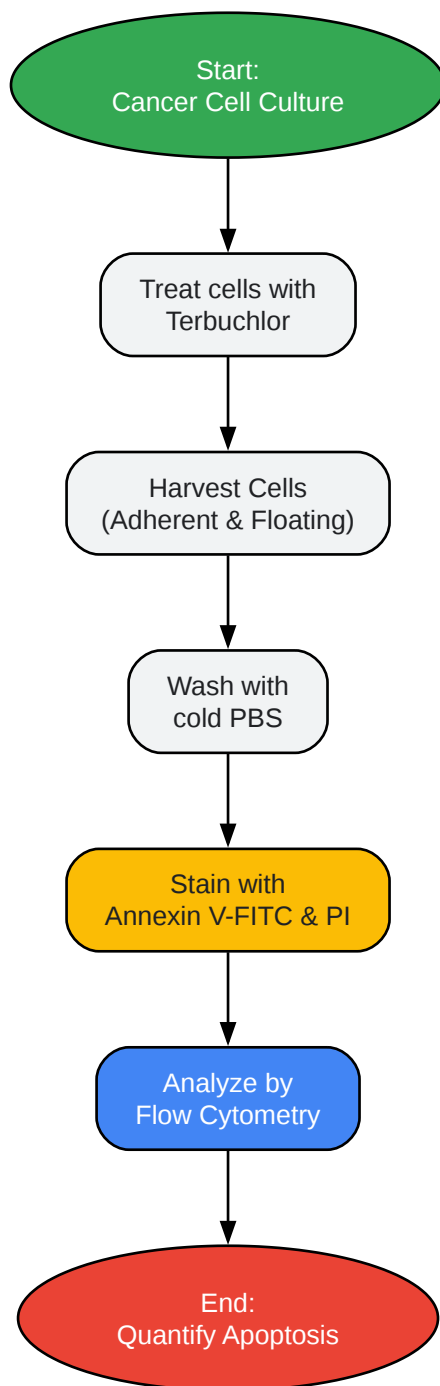 Start:
Cancer Cell Culture
Treat cells with
Terbuchlor
Harvest Cells
(Adherent & Floating)
Wash with
cold PBS
Stain with
Annexin V-FITC & PI
Analyze by
Flow Cytometry
End:
Quantify Apoptosis